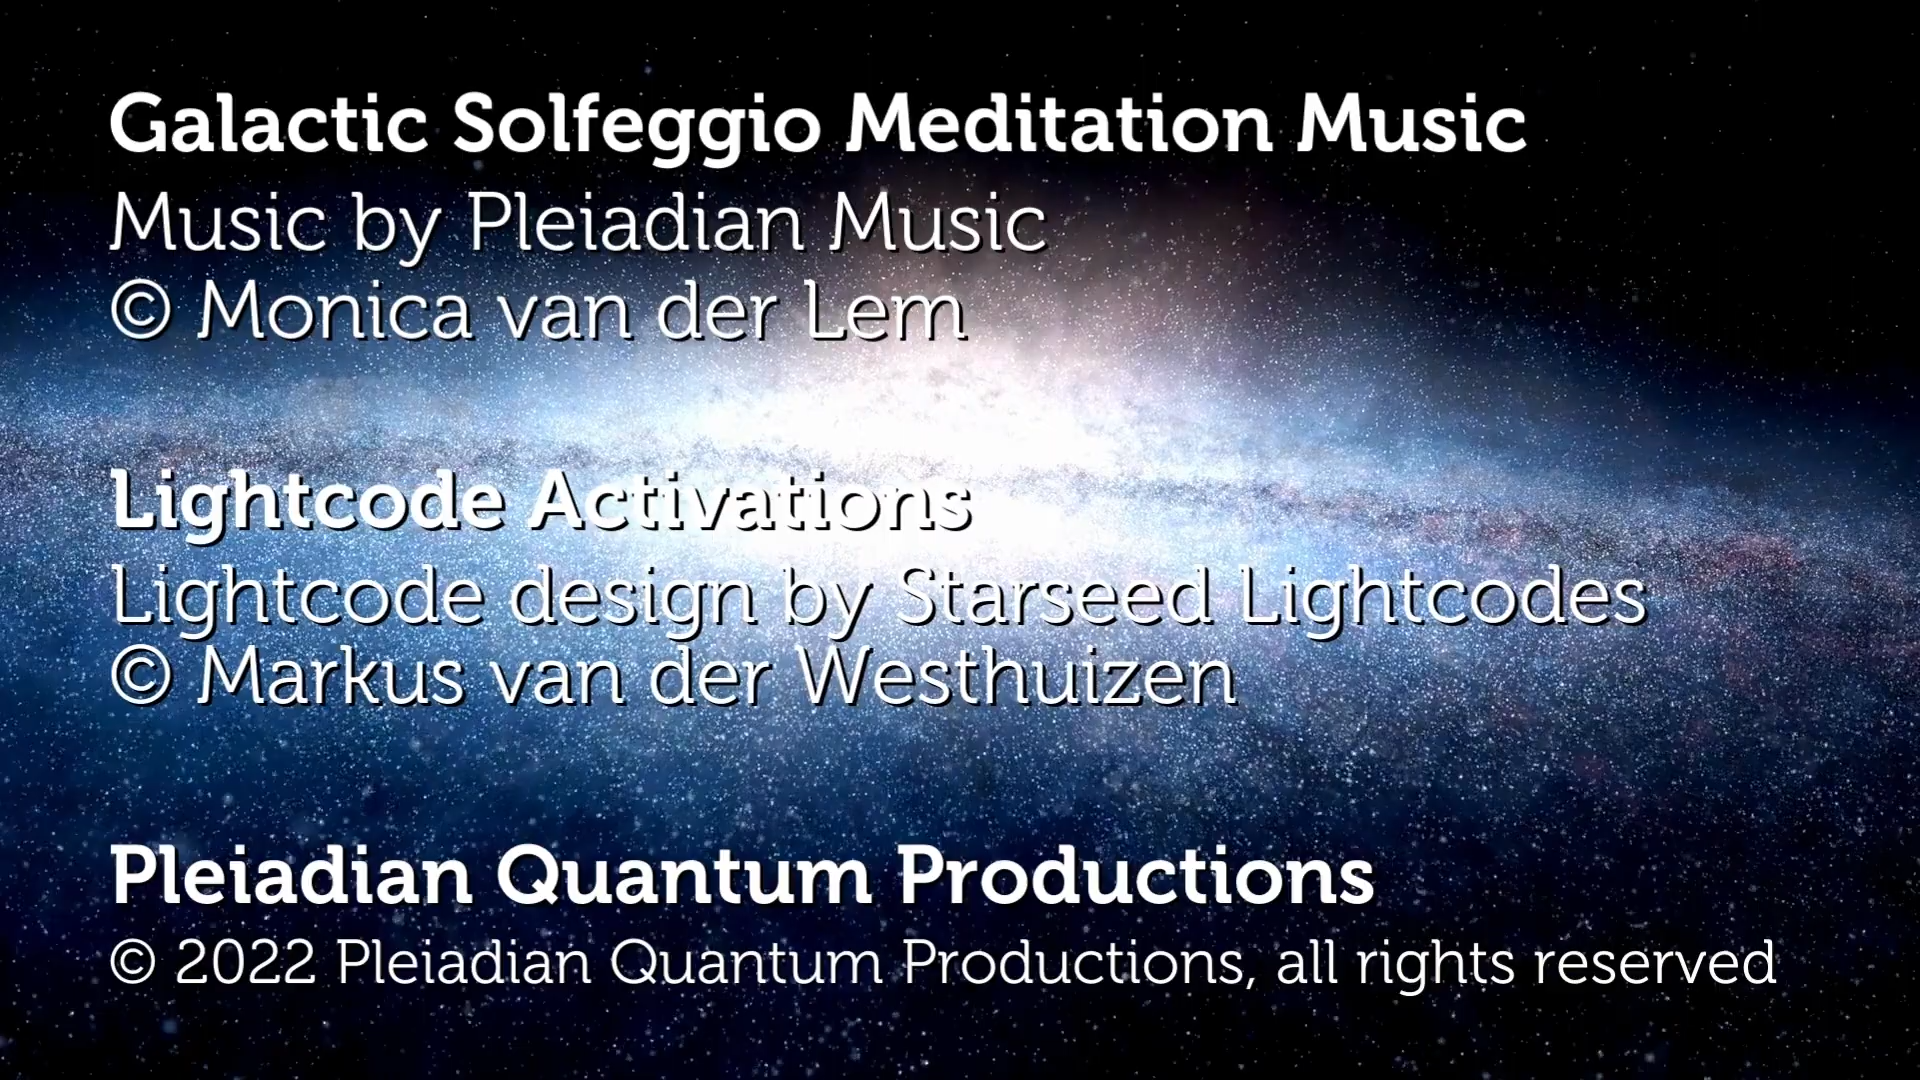 Galactic Solfeggio Meditation Music
Music by Pleiadian Music
© Monica van der Lem
Lightcode Activations
Lightcode design by Starseed Lightcodes
© Markus van der Westhuizen
Pleiadian Quantum Productions
© 2022 Pleiadian Quantum Productions, all rights reserved